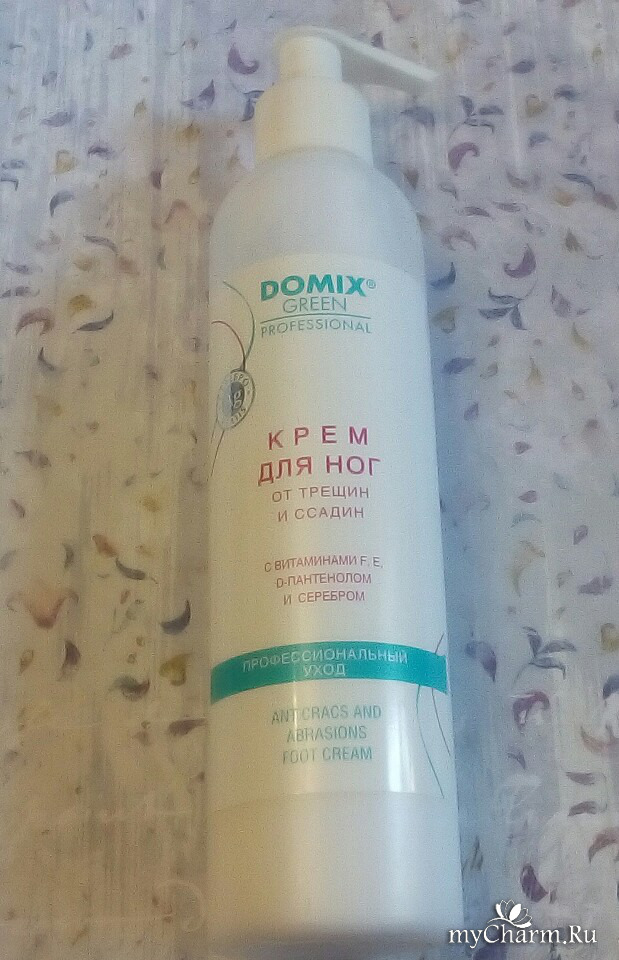 DOMIX®
GREEN
PROFESSIONAL
КРЕМ
ДЛЯ НОГ
ОТ ТРЕЩИН
И ССАДИН
С ВИТАМИНАМИ F, E,
D-ПАНТЕНОЛОМ
И СЕРЕБРОМ
ПРОФЕССИОНАЛЬНЫЙ
УХОД
ANTICRACS AND
ABRASIONS
FOOT CREAM
myCharm.Ru